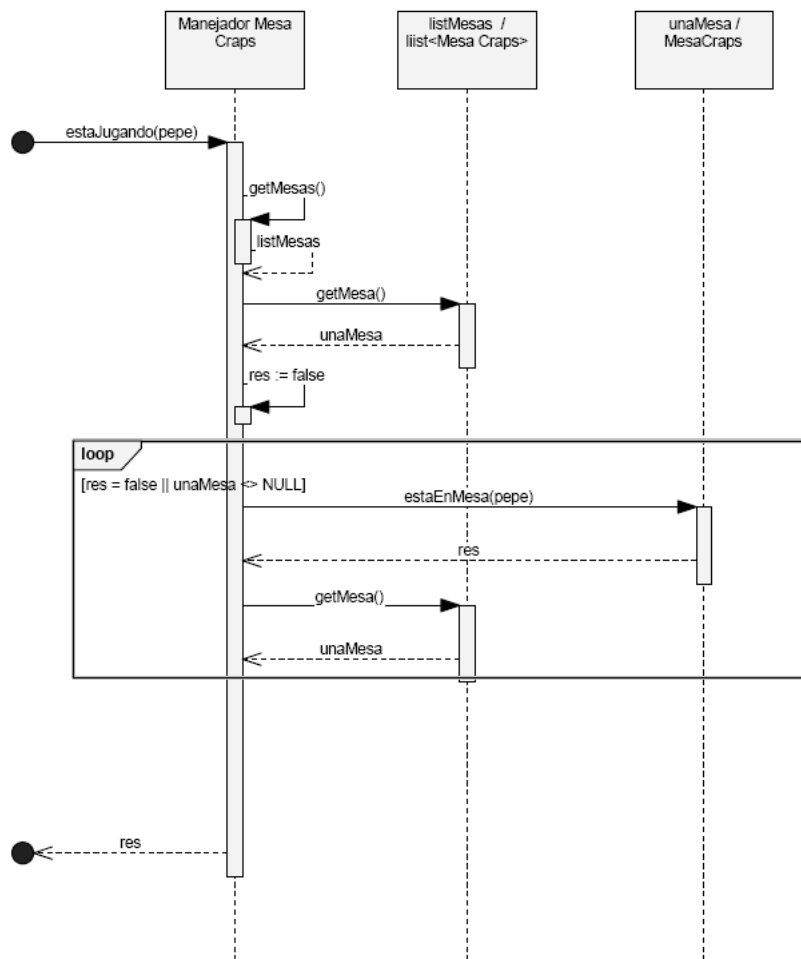 Manejador Mesa
Craps
listMesas /
liist<Mesa Craps>
unaMesa /
MesaCraps
estaJugando(pepe)
getMesas()
listMesas
getMesa()
unaMesa
res := false
loop
[res = false || unaMesa <> NULL]
estaEnMesa(pepe)
res
getMesa()
unaMesa
res